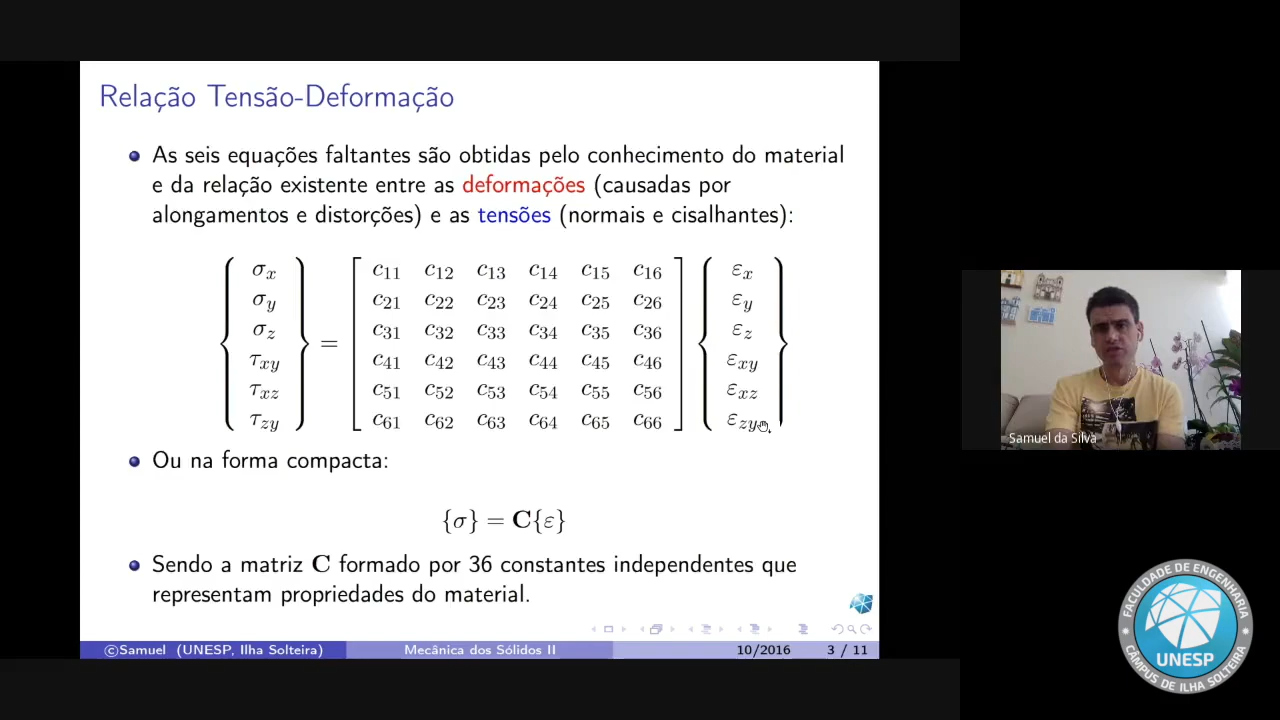 Relação Tensão-Deformação
As seis equações faltantes são obtidas pelo conhecimento do material
e da relação existente entre as deformações (causadas por
alongamentos e distorções) e as tensões (normais e cisalhantes):
σx c11 c12 c13 c14 c15 c16 εx
σy c21 c22 c23 c24 c25 c26 εy
σz c31 c32 c33 c34 c35 c36 εz
=
τxy c41 c42 c43 c44 c45 c46 εxy
τxz c51 c52 c53 c54 c55 c56 εxz
τzy c61 c62 c63 c64 c65 c66 εzy
Ou na forma compacta:
{σ} = C{ε}
Sendo a matriz C formado por 36 constantes independentes que
representam propriedades do material.
©Samuel (UNESP, Ilha Solteira) Mecânica dos Sólidos II 10/2016 3 / 11
Samuel da Silva
FACULDADE DE ENGENHARIA
UNESP
CÂMPUS DE ILHA SOLTEIRA